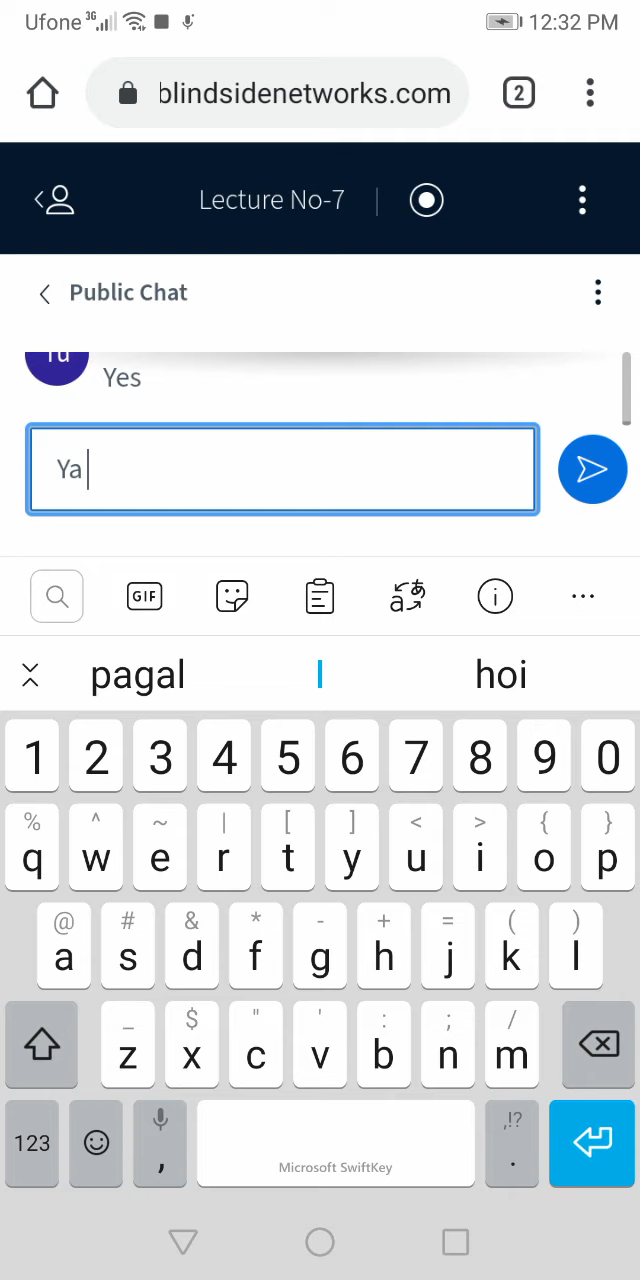 Ufone 3G 12:32 PM
blindsidenetworks.com 2
Lecture No-7
Public Chat
Yes
Ya
GIF
pagal I hoi
1 2 3 4 5 6 7 8 9 0
% ^ ~ | [ ] < > { }
q w e r t y u i o p
@ # & * - + = ( )
a s d f g h j k l
_ $ " ' : ; /
z x c v b n m
,!?
123 , Microsoft SwiftKey .